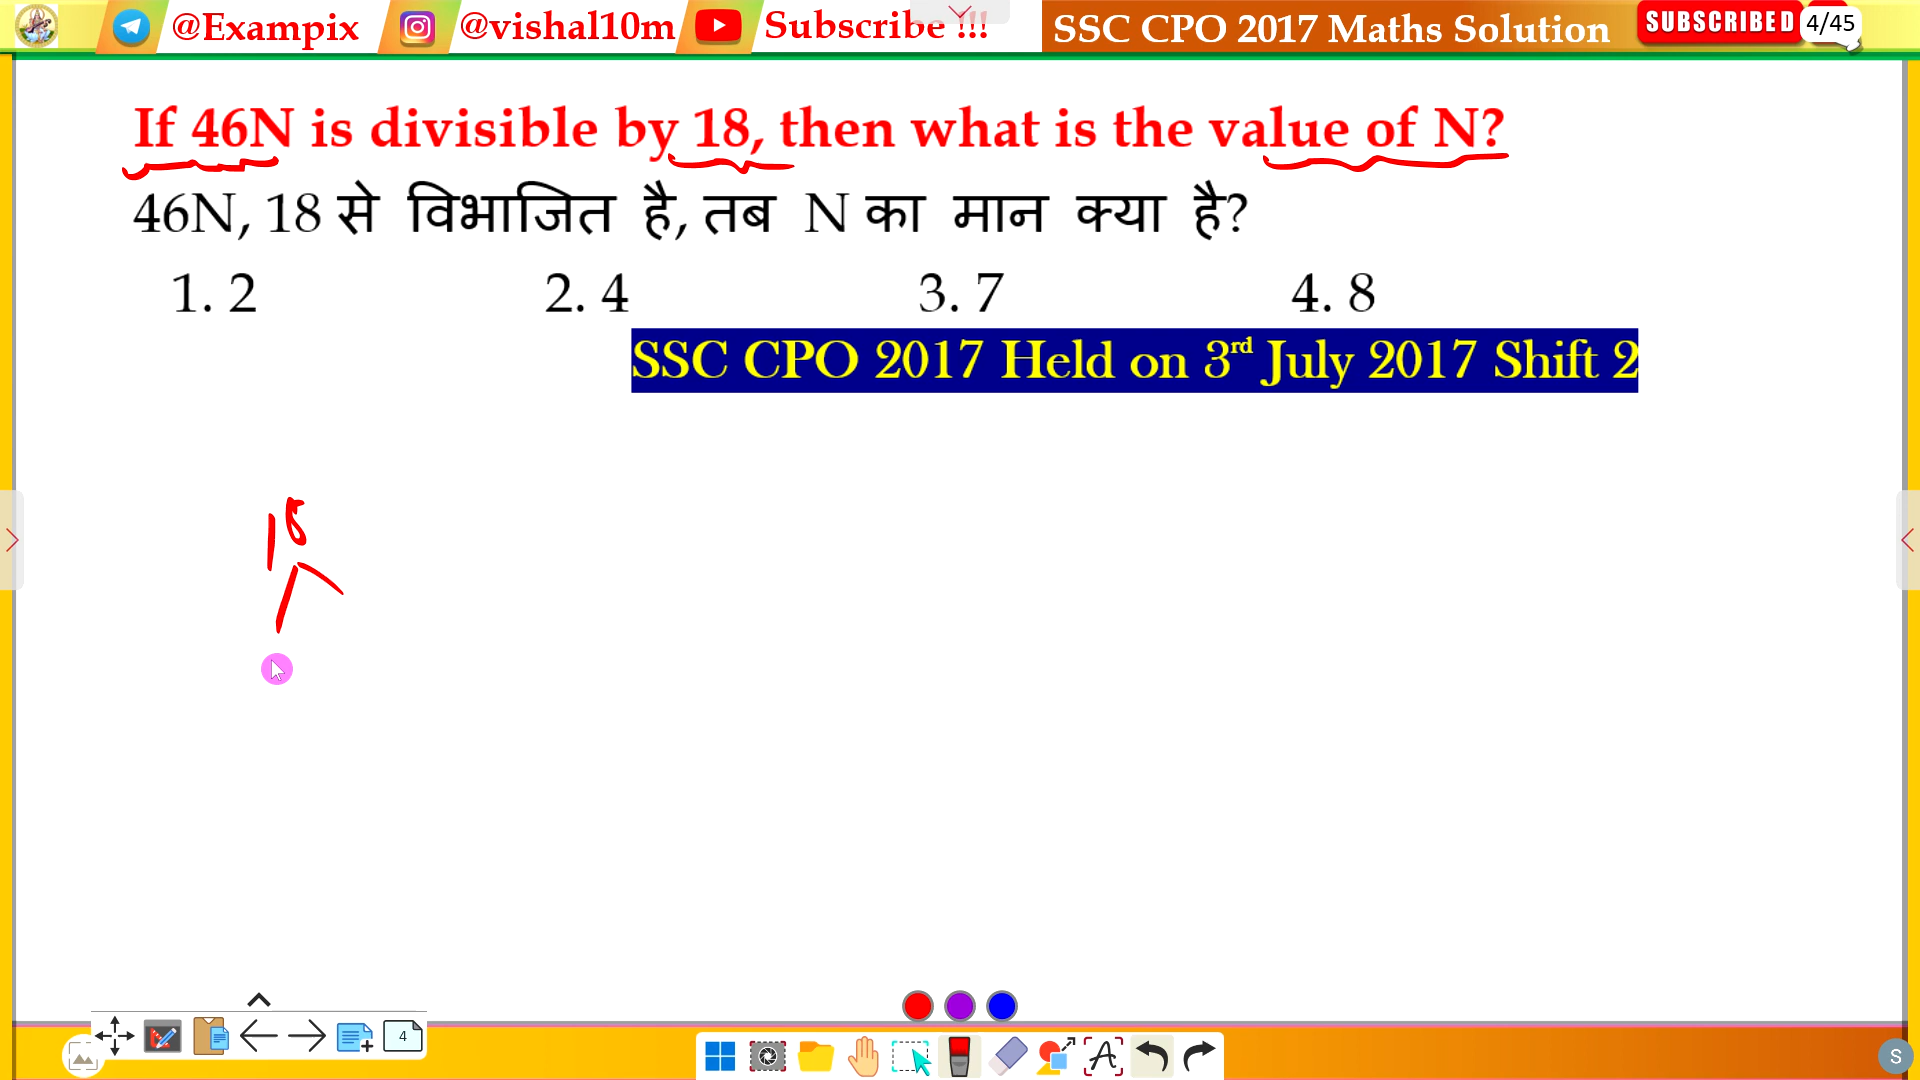 @Exampix @vishal10m Subscribe !!! SSC CPO 2017 Maths Solution SUBSCRIBED 4/45
If 46N is divisible by 18, then what is the value of N?
46N, 18 से विभाजित है, तब N का मान क्या है?
1. 2 2. 4 3. 7 4. 8
SSC CPO 2017 Held on 3rd July 2017 Shift 2
18
4
S